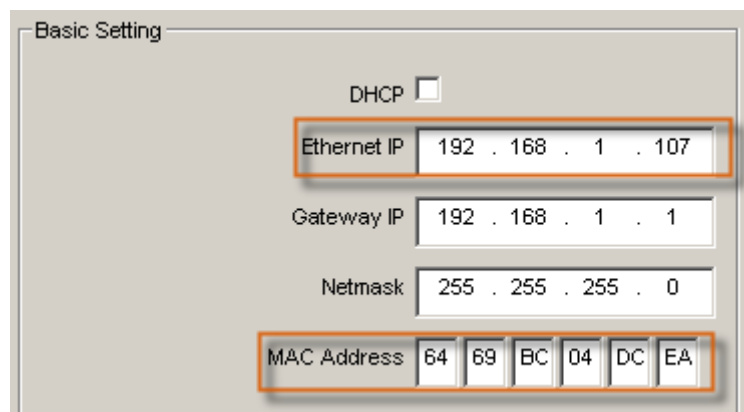 Basic Setting
DHCP
Ethernet IP 192 . 168 . 1 . 107
Gateway IP 192 . 168 . 1 . 1
Netmask 255 . 255 . 255 . 0
MAC Address 64 69 BC 04 DC EA